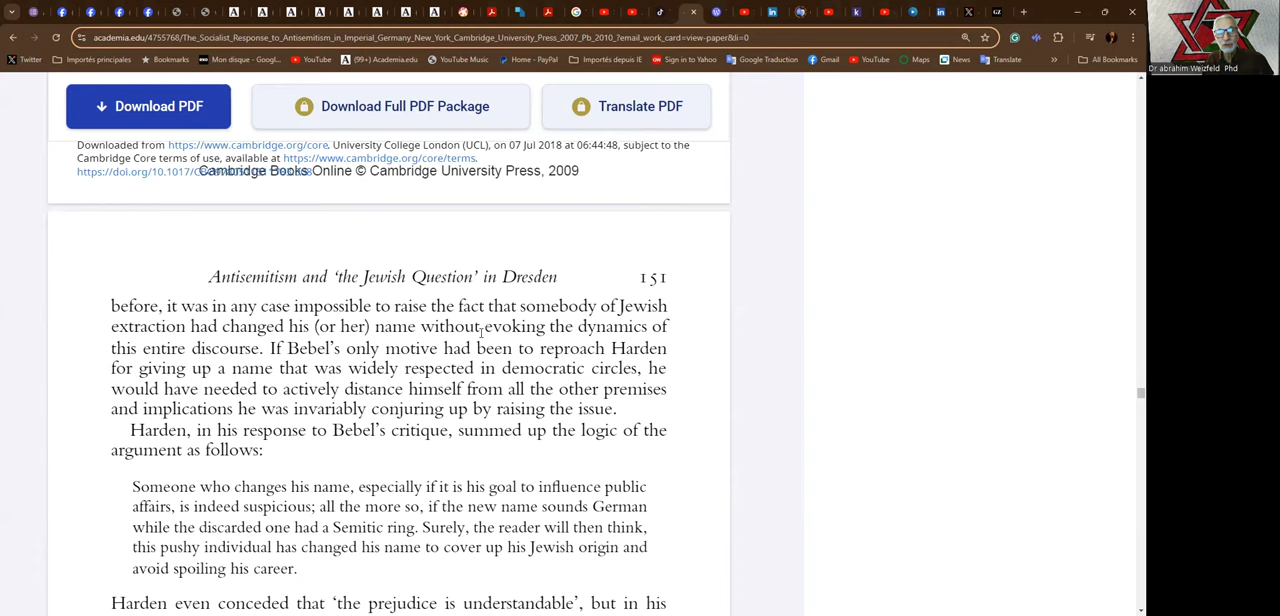 academia.edu/4755768/The_Socialist_Response_to_Antisemitism_in_Imperial_Germany_New_York_Cambridge_University_Press_2007_Pb_2010_?email_work_card=view-paper&li=0
Twitter Importés principales Bookmarks Mon disque - Googl... YouTube (99+) Academia.edu YouTube Music Home - PayPal Importés depuis IE Sign in to Yahoo Google Traduction Gmail YouTube Maps News Translate » All Bookmarks
Dr abrahim Weizfeld Phd
Download PDF Download Full PDF Package Translate PDF
Downloaded from https://www.cambridge.org/core. University College London (UCL), on 07 Jul 2018 at 06:44:48, subject to the
Cambridge Core terms of use, available at https://www.cambridge.org/core/terms.
Cambridge Books Online © Cambridge University Press, 2009
Antisemitism and ‘the Jewish Question’ in Dresden 151
before, it was in any case impossible to raise the fact that somebody of Jewish
extraction had changed his (or her) name without evoking the dynamics of
this entire discourse. If Bebel’s only motive had been to reproach Harden
for giving up a name that was widely respected in democratic circles, he
would have needed to actively distance himself from all the other premises
and implications he was invariably conjuring up by raising the issue.
Harden, in his response to Bebel’s critique, summed up the logic of the
argument as follows:
Someone who changes his name, especially if it is his goal to influence public
affairs, is indeed suspicious; all the more so, if the new name sounds German
while the discarded one had a Semitic ring. Surely, the reader will then think,
this pushy individual has changed his name to cover up his Jewish origin and
avoid spoiling his career.
Harden even conceded that ‘the prejudice is understandable’, but in his